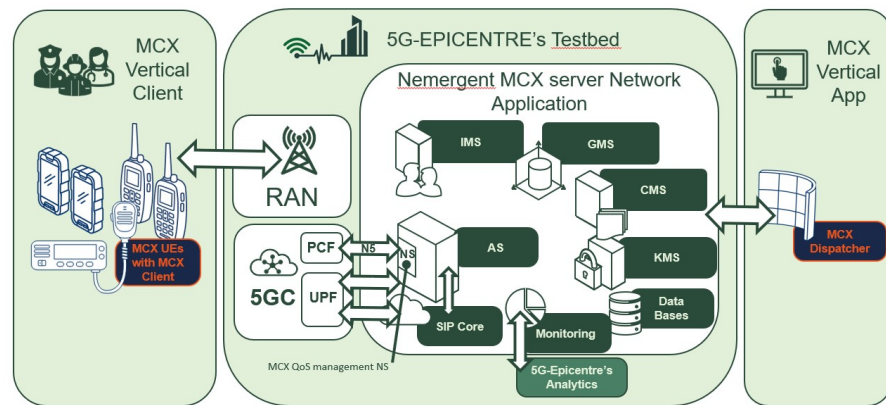 MCX
Vertical
Client
MCX UEs
with MCX
Client
5G-EPICENTRE's Testbed
Nemergent MCX server Network
Application
RAN
5GC
PCF
UPF
N5
NS
IMS
GMS
CMS
AS
KMS
SIP Core
Monitoring
Data
Bases
MCX QoS management NS
5G-Epicentre's
Analytics
MCX
Vertical
App
MCX
Dispatcher